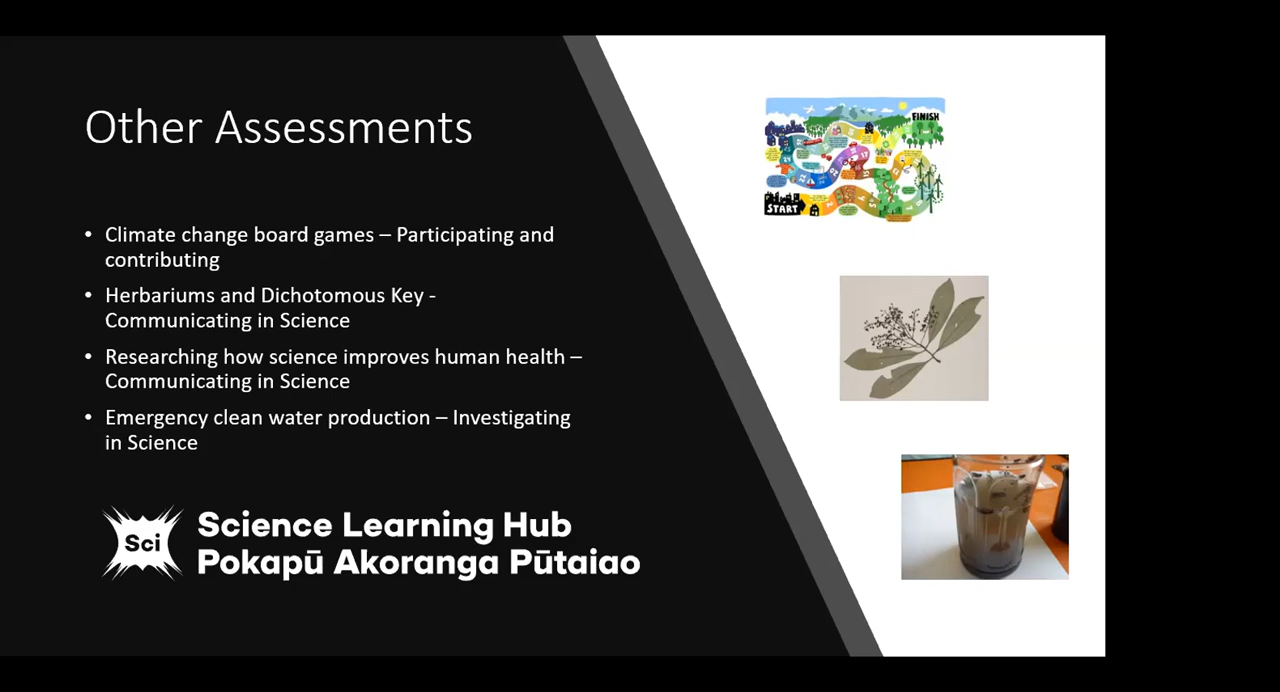 Other Assessments
• Climate change board games – Participating and
contributing
• Herbariums and Dichotomous Key -
Communicating in Science
• Researching how science improves human health –
Communicating in Science
• Emergency clean water production – Investigating
in Science
Sci
Science Learning Hub
Pokapū Akoranga Pūtaiao
FINISH
START